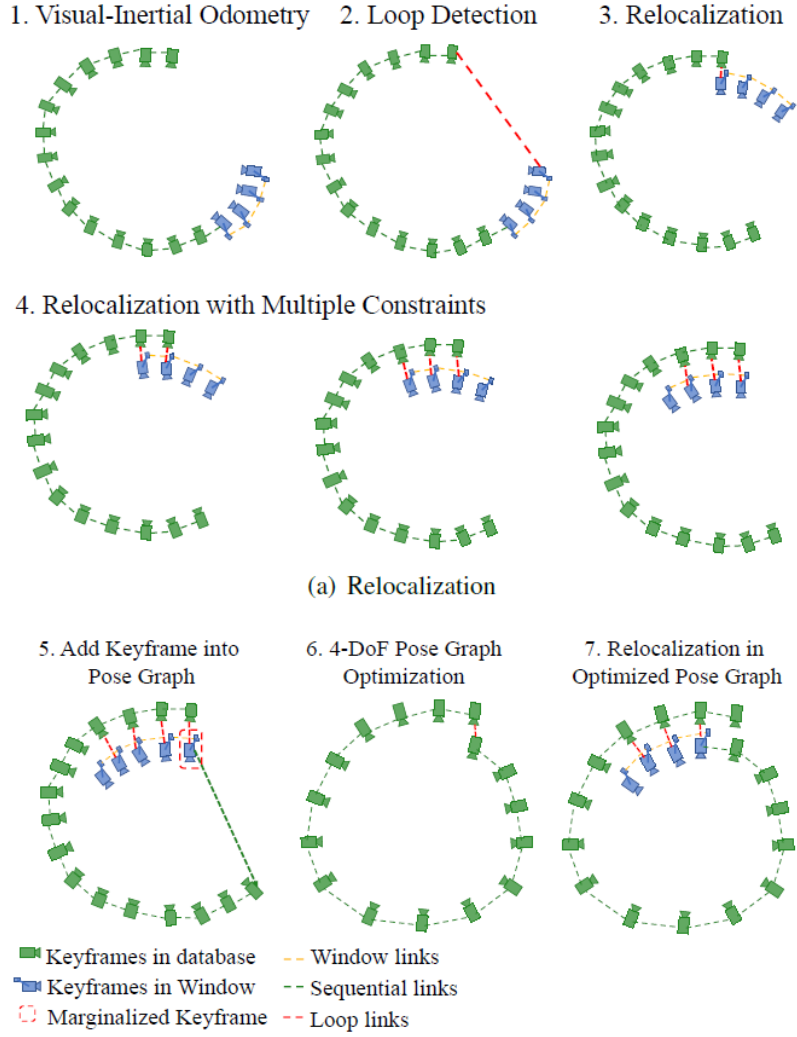 1. Visual-Inertial Odometry
2. Loop Detection
3. Relocalization
4. Relocalization with Multiple Constraints
(a) Relocalization
5. Add Keyframe into
Pose Graph
6. 4-DoF Pose Graph
Optimization
7. Relocalization in
Optimized Pose Graph
Keyframes in database
Keyframes in Window
Marginalized Keyframe
Window links
Sequential links
Loop links